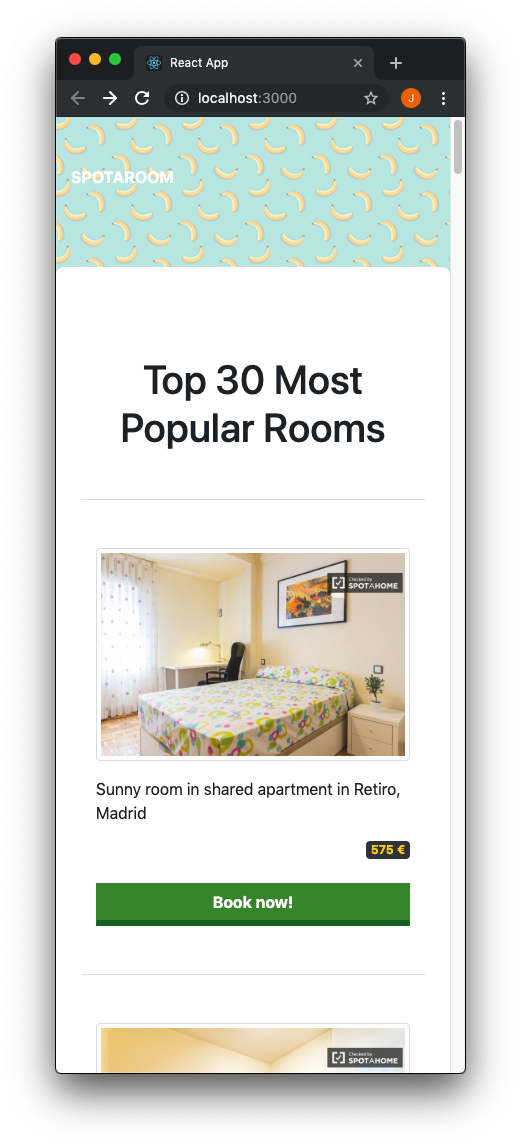 React App
localhost:3000
J
SPOTAROOM
Top 30 Most
Popular Rooms
Checked by
SPOTAHOME
Sunny room in shared apartment in Retiro,
Madrid
575 €
Book now!
Checked by
SPOTAHOME